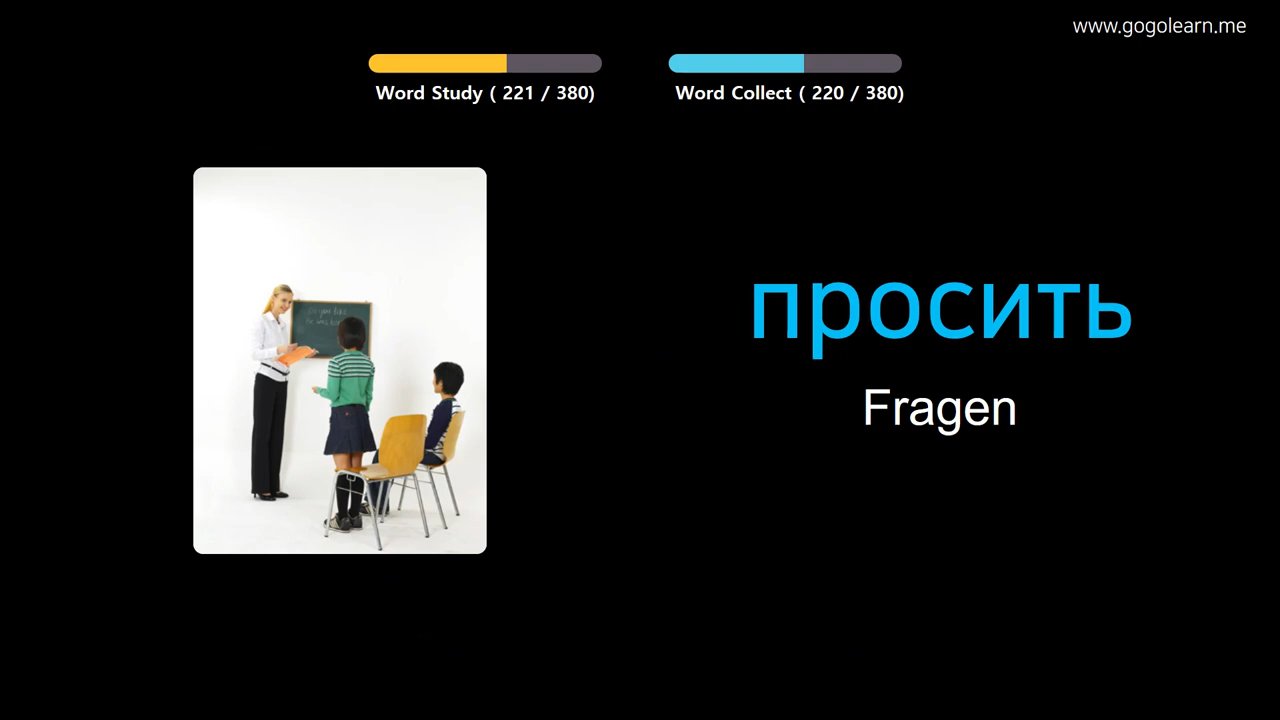 www.gogolearn.me
Word Study ( 221 / 380)
Word Collect ( 220 / 380)
просить
Fragen